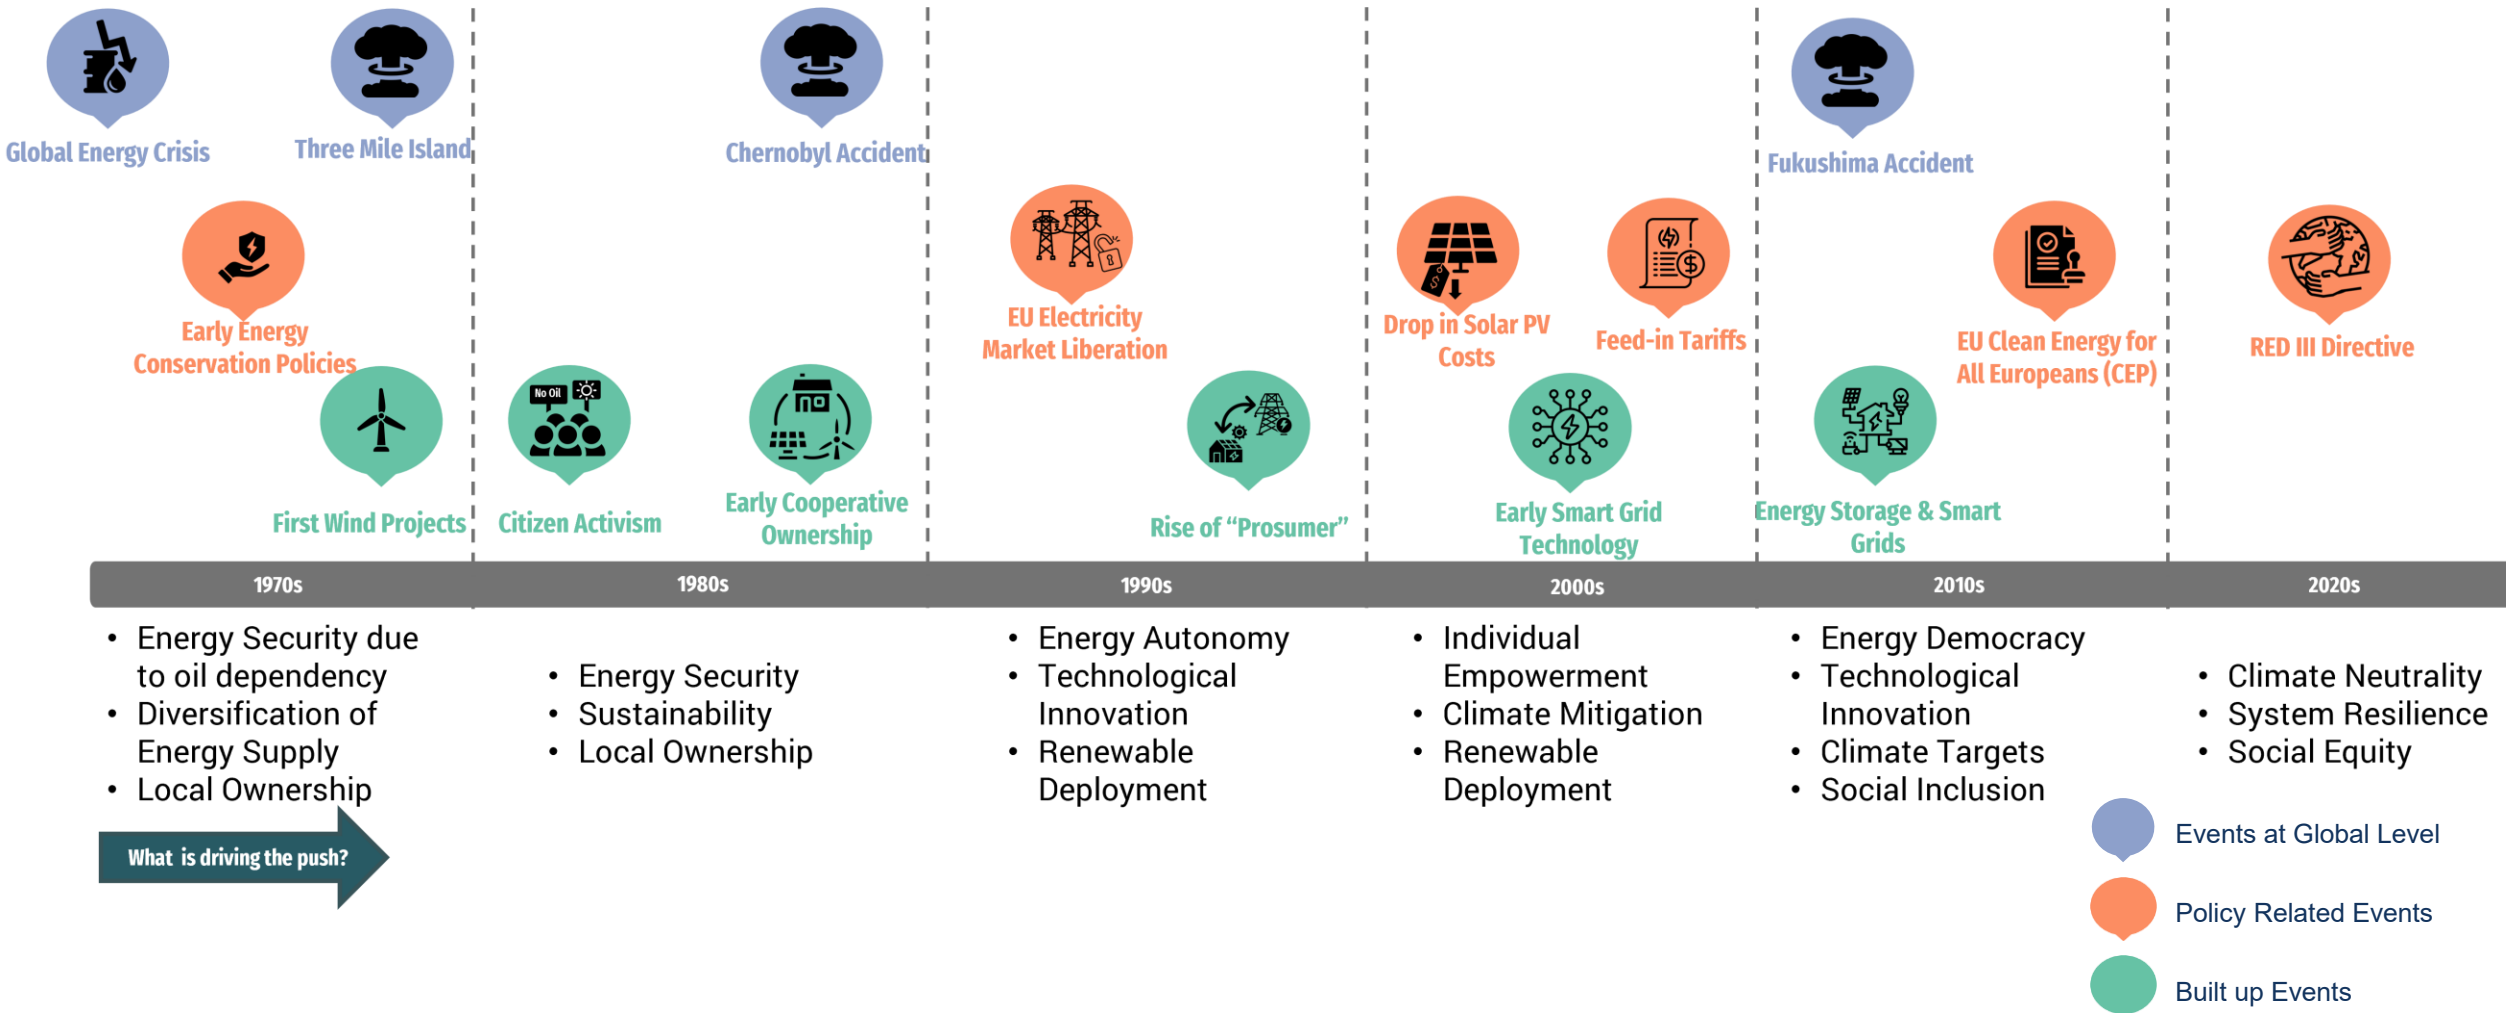 Global Energy Crisis
Three Mile Island
Chernobyl Accident
Fukushima Accident
Early Energy
Conservation Policies
EU Electricity
Market Liberation
Drop in Solar PV
Costs
Feed-in Tariffs
EU Clean Energy for
All Europeans (CEP)
RED III Directive
No Oil
First Wind Projects
Citizen Activism
Early Cooperative
Ownership
Rise of “Prosumer”
Early Smart Grid
Technology
Energy Storage & Smart
Grids
1970s
1980s
1990s
2000s
2010s
2020s
• Energy Security due
to oil dependency
• Diversification of
Energy Supply
• Local Ownership
• Energy Security
• Sustainability
• Local Ownership
• Energy Autonomy
• Technological
Innovation
• Renewable
Deployment
• Individual
Empowerment
• Climate Mitigation
• Renewable
Deployment
• Energy Democracy
• Technological
Innovation
• Climate Targets
• Social Inclusion
• Climate Neutrality
• System Resilience
• Social Equity
What is driving the push?
Events at Global Level
Policy Related Events
Built up Events